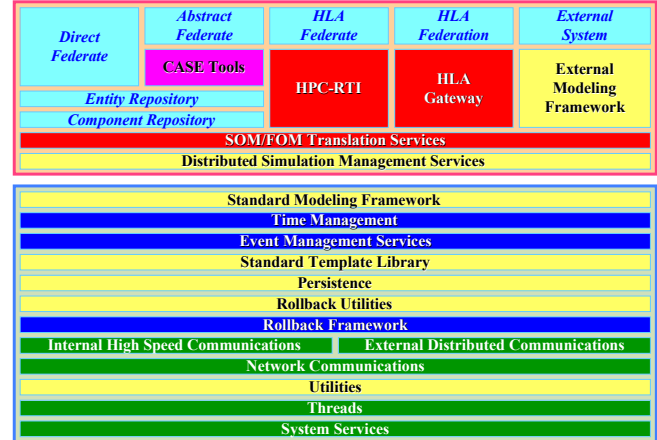 Direct
Federate
Abstract
Federate
HLA
Federate
HLA
Federation
External
System
CASE Tools
HPC-RTI
HLA
Gateway
External
Modeling
Framework
Entity Repository
Component Repository
SOM/FOM Translation Services
Distributed Simulation Management Services
Standard Modeling Framework
Time Management
Event Management Services
Standard Template Library
Persistence
Rollback Utilities
Rollback Framework
Internal High Speed Communications
External Distributed Communications
Network Communications
Utilities
Threads
System Services